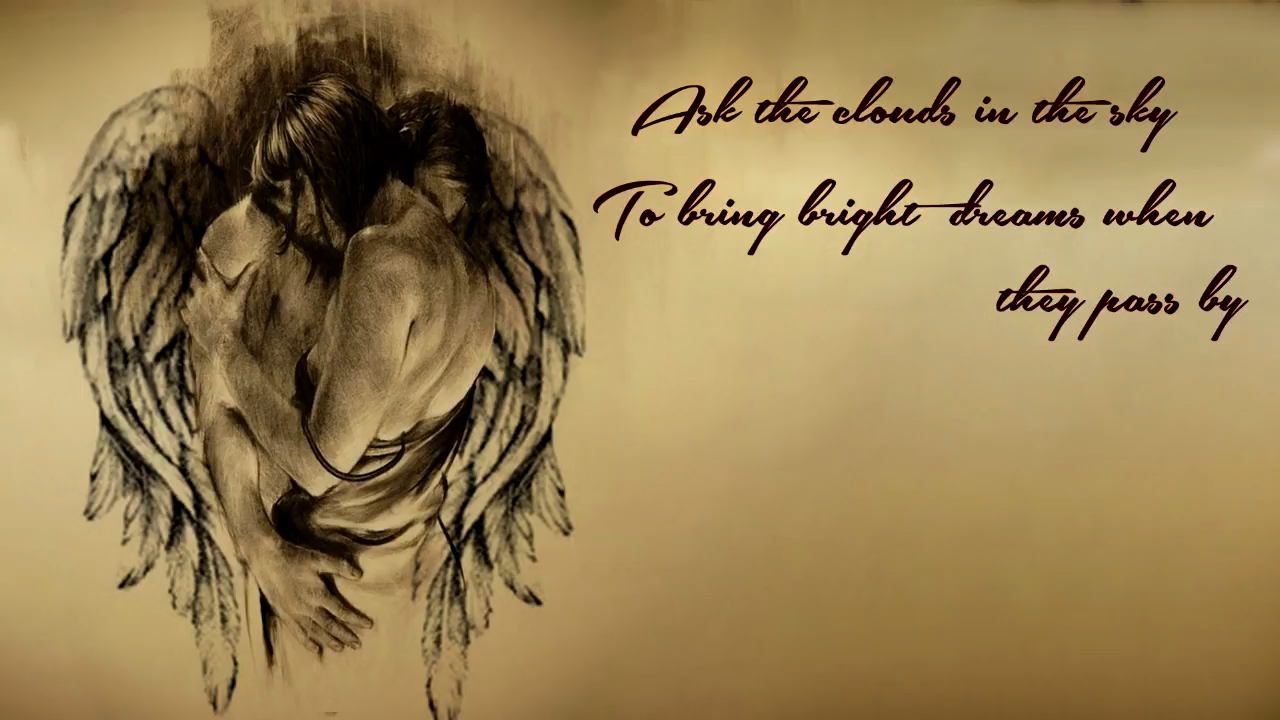 Ask the clouds in the sky
To bring bright dreams when
they pass by